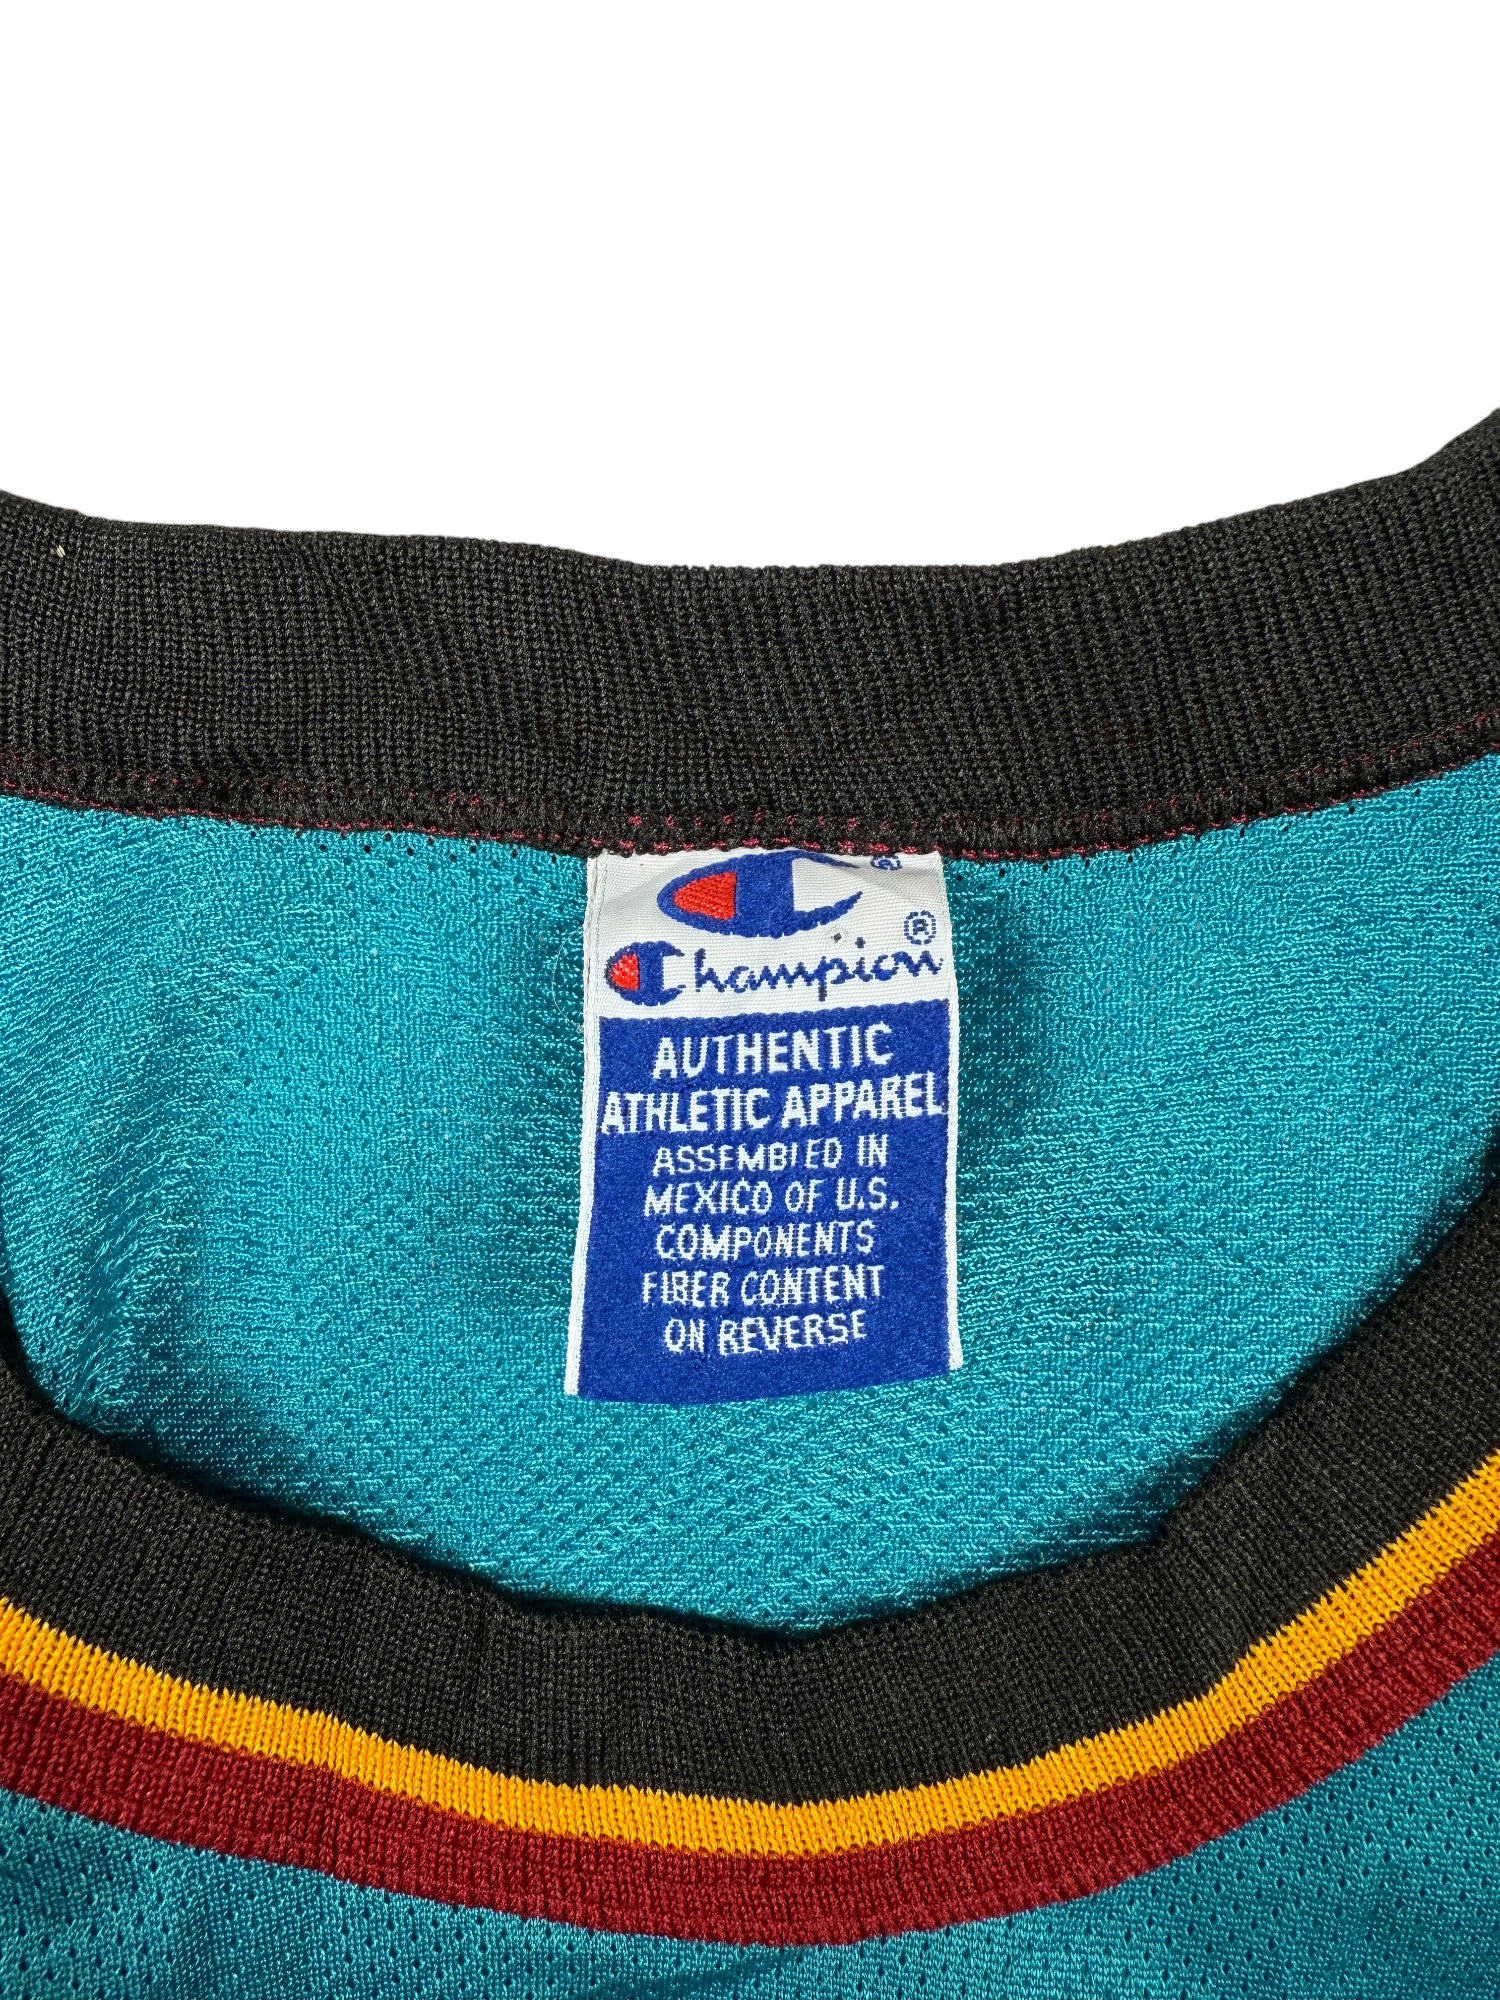 ®
Champion ®
AUTHENTIC
ATHLETIC APPAREL
ASSEMBLED IN
MEXICO OF U.S.
COMPONENTS
FIBER CONTENT
ON REVERSE